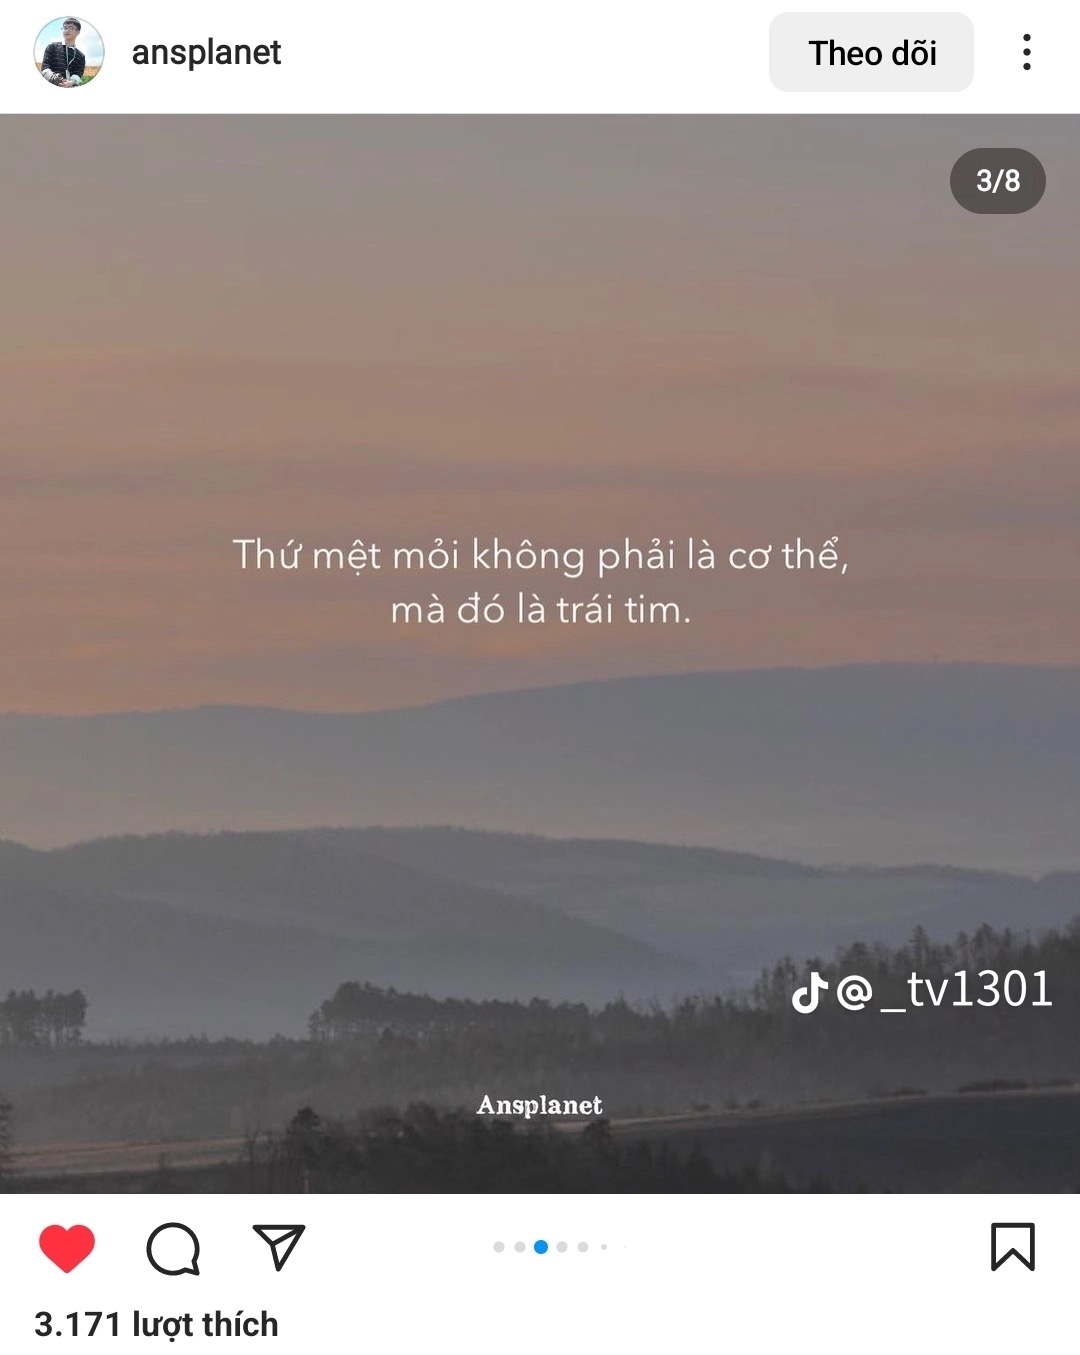 ansplanet
Theo dõi
3/8
Thứ mệt mỏi không phải là cơ thể,
mà đó là trái tim.
@_tv1301
Ansplanet
3.171 lượt thích